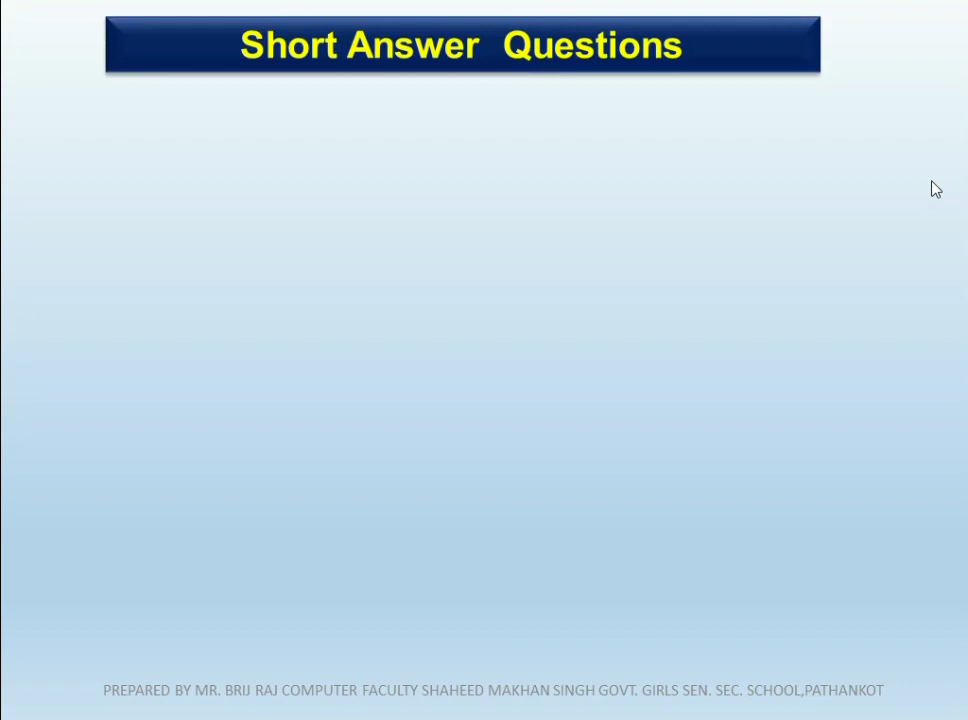 Short Answer Questions
PREPARED BY MR. BRIJ RAJ COMPUTER FACULTY SHAHEED MAKHAN SINGH GOVT. GIRLS SEN. SEC. SCHOOL,PATHANKOT